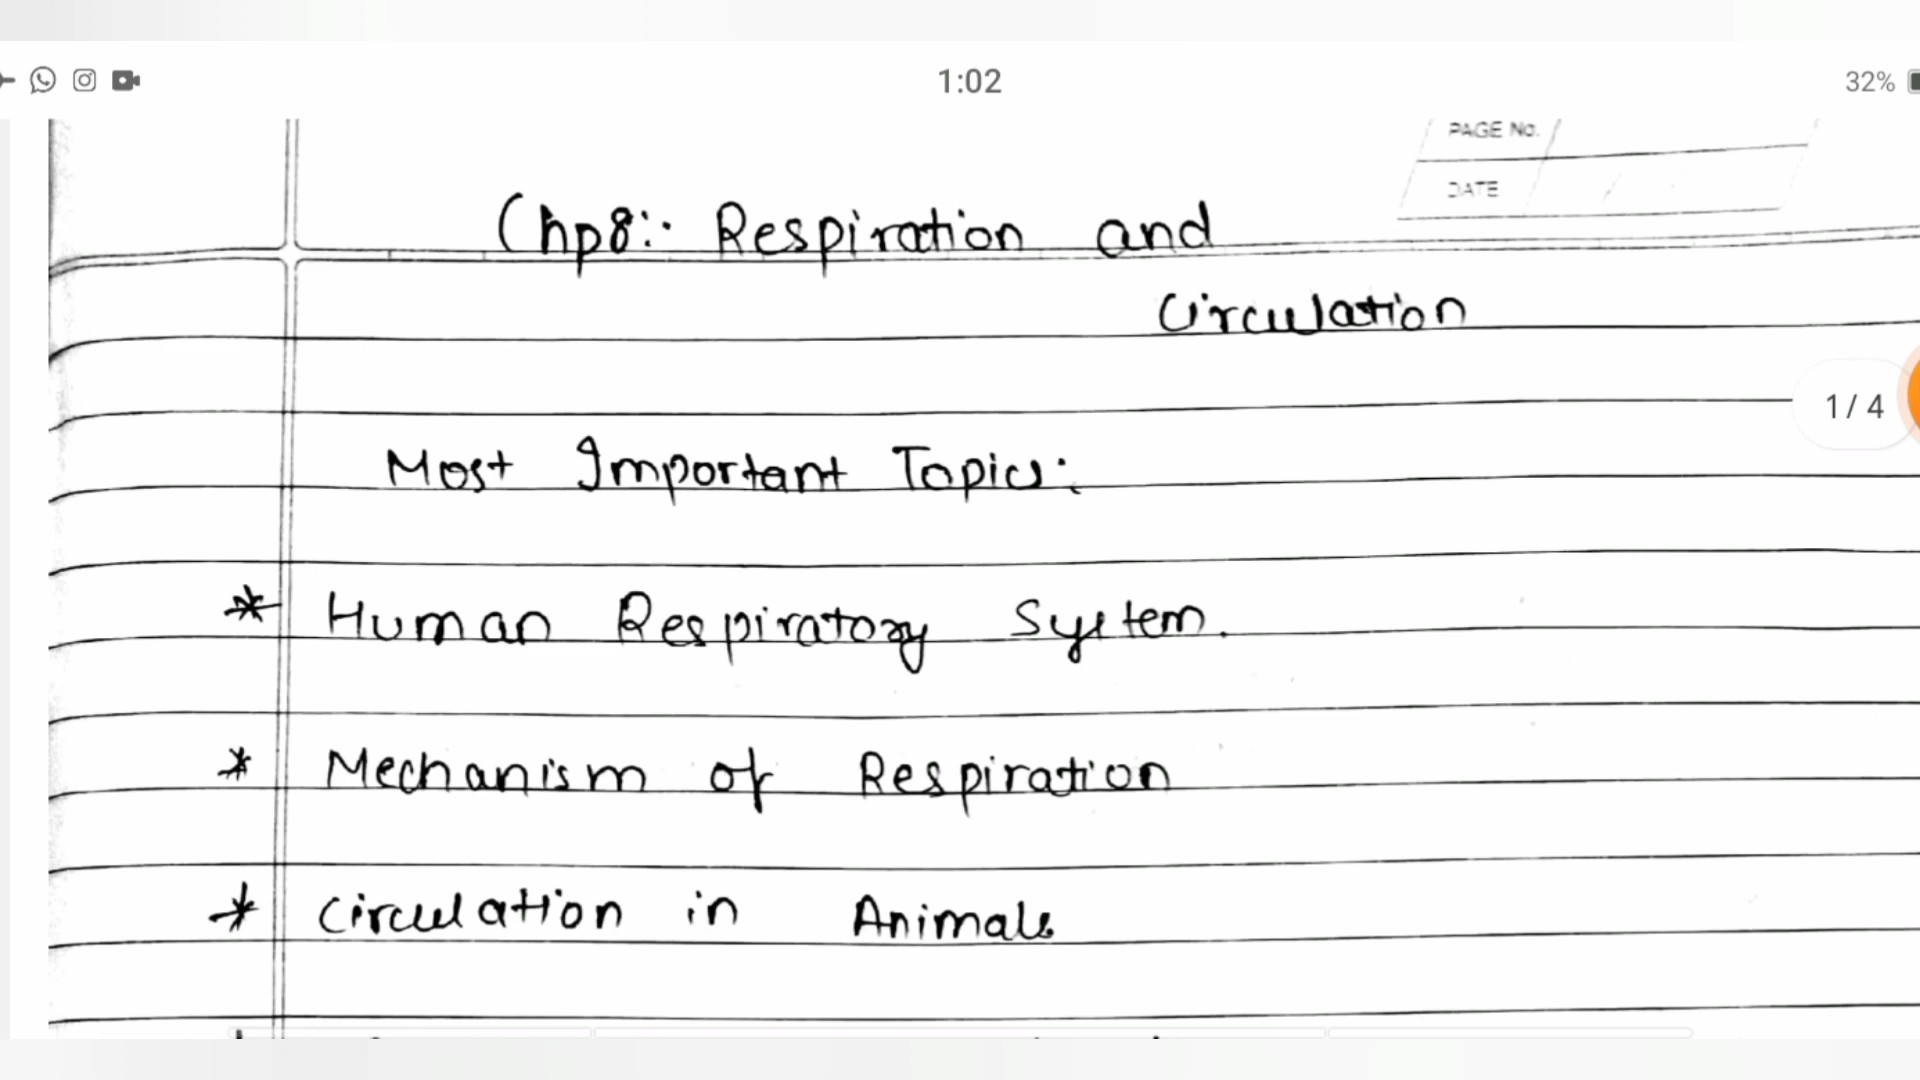 1:02
32%
PAGE No.
DATE
Chp8:- Respiration and
Circulation
1/4
Most Important Topics:
* Human Respiratory System.
* Mechanism of Respiration
* Circulation in Animals